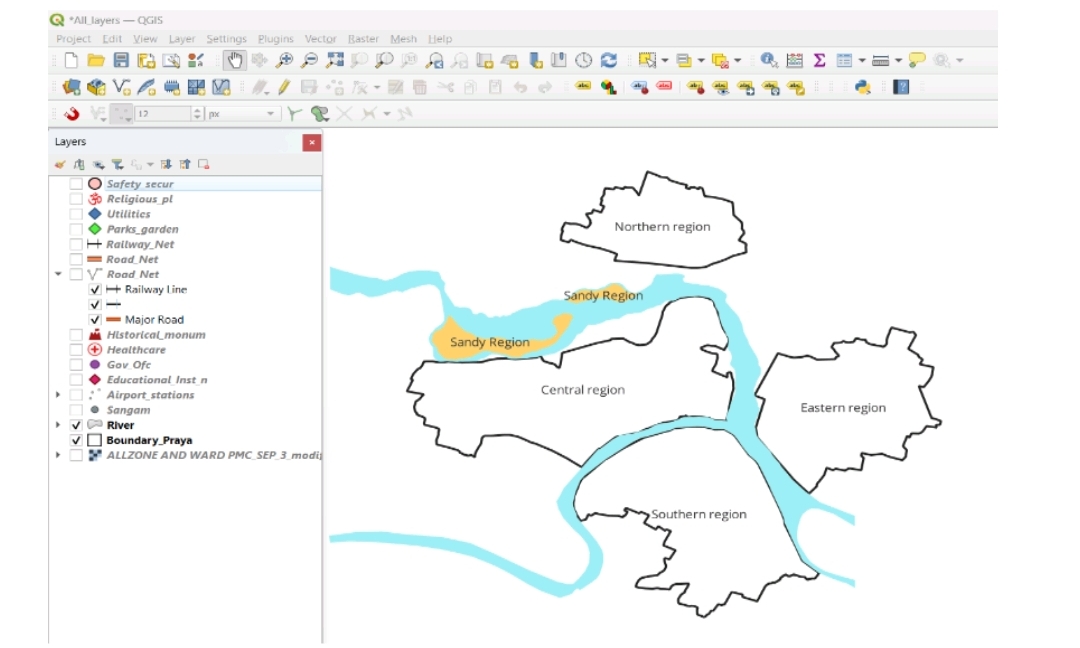 *All_layers — QGIS
Project Edit View Layer Settings Plugins Vector Raster Mesh Help
12 px
Layers
Safety_secur
Religious_pl
Utilities
Parks_garden
Railway_Net
Road_Net
Road_Net
Railway Line
Major Road
Historical_monum
Healthcare
Gov_Ofc
Educational_Inst_n
Airport_stations
Sangam
River
Boundary_Praya
ALLZONE AND WARD PMC_SEP_3_modi
Northern region
Sandy Region
Sandy Region
Central region
Eastern region
Southern region